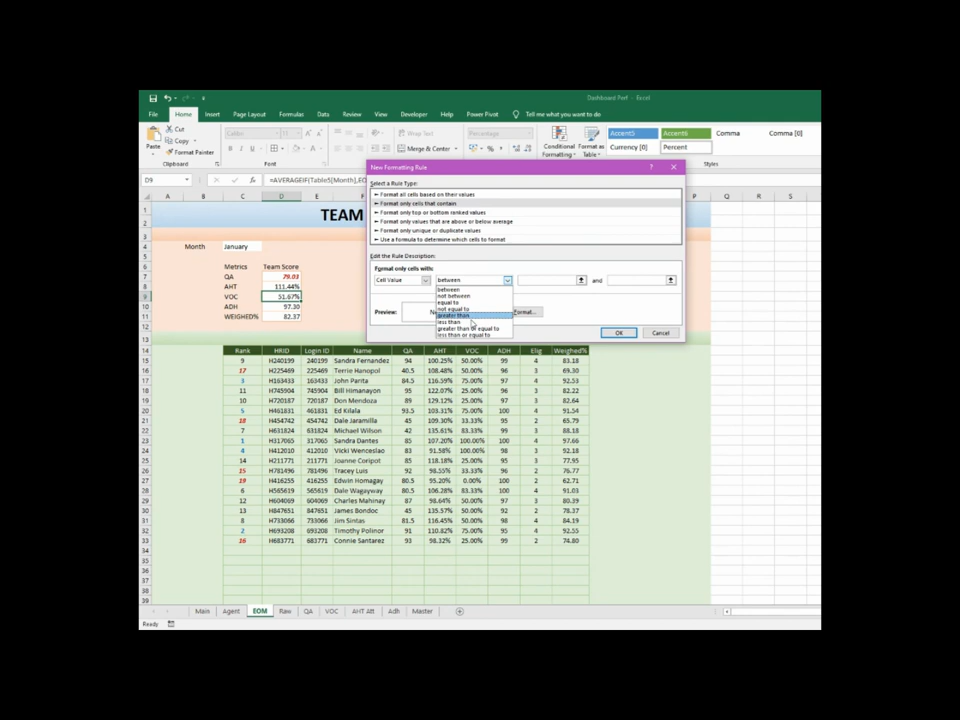 Dashboard Perf - Excel
File Home Insert Page Layout Formulas Data Review View Developer Help Power Pivot Tell me what you want to do
Cut
Copy
Format Painter
Paste
Calibri 11
Wrap Text
Merge & Center
Percentage
Conditional Formatting
Format as Table
Accent5 Accent6 Comma Comma [0]
Currency [0] Percent
Clipboard Font Styles
D9 =AVERAGEIF(Table5[Month],EO
New Formatting Rule ?
Select a Rule Type:
► Format all cells based on their values
► Format only cells that contain
► Format only top or bottom ranked values
► Format only values that are above or below average
► Format only unique or duplicate values
► Use a formula to determine which cells to format
Edit the Rule Description:
Format only cells with:
Cell Value between and
between
not between
equal to
not equal to
greater than
less than
greater than or equal to
less than or equal to
Preview: Format...
OK Cancel
A B C D E P Q R S
TEAM
Month January
Metrics Team Score
QA 79.03
AHT 111.44%
VOC 51.67%
ADH 97.30
WEIGHED% 82.37
Rank HRID Login ID Name QA AHT VOC ADH Elig Weighed%
9 H240199 240199 Sandra Fernandez 94 100.25% 50.00% 99 4 83.18
17 H225469 225469 Terrie Hanopol 40.5 108.48% 50.00% 96 3 69.30
3 H163433 163433 John Parita 84.5 116.59% 75.00% 97 4 92.53
11 H745904 745904 Bill Himanayon 95 122.07% 25.00% 96 3 82.22
10 H720187 720187 Don Mendoza 89 129.12% 25.00% 96 3 82.64
5 H461831 461831 Ed Kilala 93.5 103.31% 75.00% 100 4 91.54
18 H454742 454742 Dale Jaramilla 45 109.30% 33.33% 95 2 65.79
7 H631824 631824 Michael Wilson 42 135.61% 83.33% 99 3 88.18
1 H317065 317065 Sandra Dantes 85 107.20% 100.00% 100 4 97.66
4 H412010 412010 Vicki Wenceslao 83 91.58% 100.00% 98 3 92.18
14 H211771 211771 Joanne Coripot 85 118.18% 25.00% 95 3 77.95
15 H781496 781496 Tracey Luis 92 98.55% 33.33% 96 2 76.77
19 H416271 416271 Edwin Homagay 80.5 95.20% 0.00% 100 2 62.71
6 H565619 565619 Dale Wagayway 80.5 106.28% 83.33% 100 4 91.03
12 H604069 604069 Charles Mahinay 87 98.64% 50.00% 97 3 80.39
13 H847651 847651 James Bondoc 45 135.57% 50.00% 92 2 78.37
8 H733066 733066 Jim Sintas 81.5 116.45% 50.00% 98 4 84.19
2 H693208 693208 Timothy Polinor 91 110.82% 75.00% 95 4 92.55
16 H683771 683771 Connie Santarez 93 98.32% 25.00% 99 2 74.80
Main Agent EOM Raw QA VOC AHT Att Adh Master
Ready